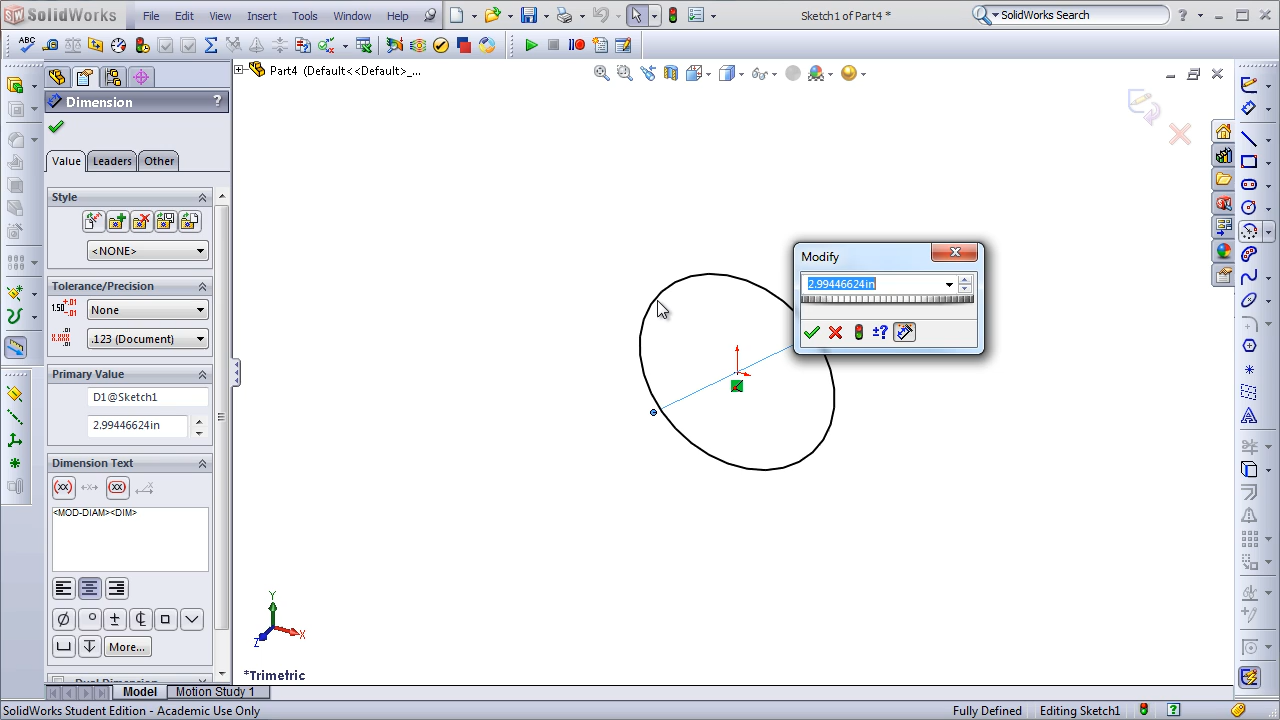 SolidWorks File Edit View Insert Tools Window Help Sketch1 of Part4 * SolidWorks Search ?
Part4 (Default<<Default>_...
Dimension ?
Value Leaders Other
Style
<NONE>
Tolerance/Precision
None
.123 (Document)
Primary Value
D1@Sketch1
2.99446624in
Dimension Text
<MOD-DIAM><DIM>
More...
Dual Dimension
Modify
2.99446624in
±?
Y
X
Z
*Trimetric
Model Motion Study 1
SolidWorks Student Edition - Academic Use Only Fully Defined Editing Sketch1